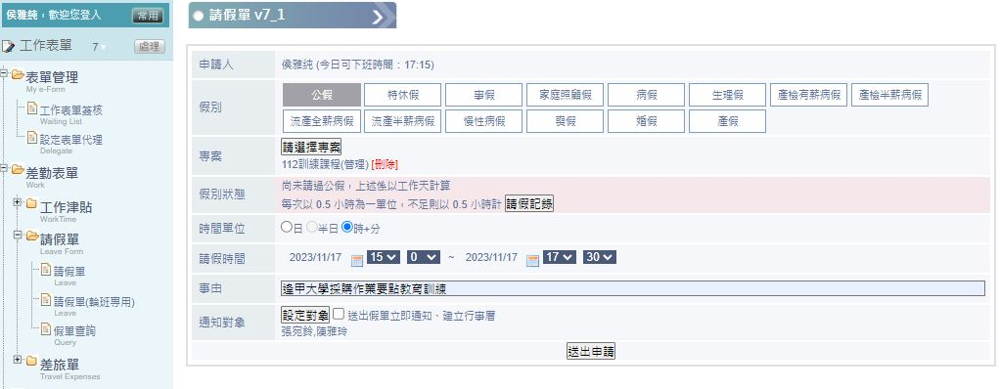 侯雅純，歡迎您登入 常用
工作表單 7 處理
表單管理
My e-Form
工作表單簽核
Waiting List
設定表單代理
Delegate
差勤表單
Work
工作津貼
WorkTime
請假單
Leave Form
請假單
Leave
請假單(輪班專用)
Leave
假單查詢
Query
差旅單
Travel Expenses
請假單 v7_1
申請人 侯雅純 (今日可下班時間：17:15)
假別 公假 特休假 事假 家庭照顧假 病假 生理假 產檢有薪病假 產檢半薪病假
流產全薪病假 流產半薪病假 慢性病假 喪假 婚假 產假
專案 請選擇專案
112訓練課程(管理) [刪除]
假別狀態 尚未請過公假，上述係以工作天計算
每次以 0.5 小時為一單位，不足則以 0.5 小時計 請假記錄
時間單位 日 半日 時+分
請假時間 2023/11/17 15 0 ~ 2023/11/17 17 30
事由 逢甲大學採購作業要點教育訓練
通知對象 設定對象 送出假單立即通知、建立行事曆
張宛鈴,陳雅玲
送出申請